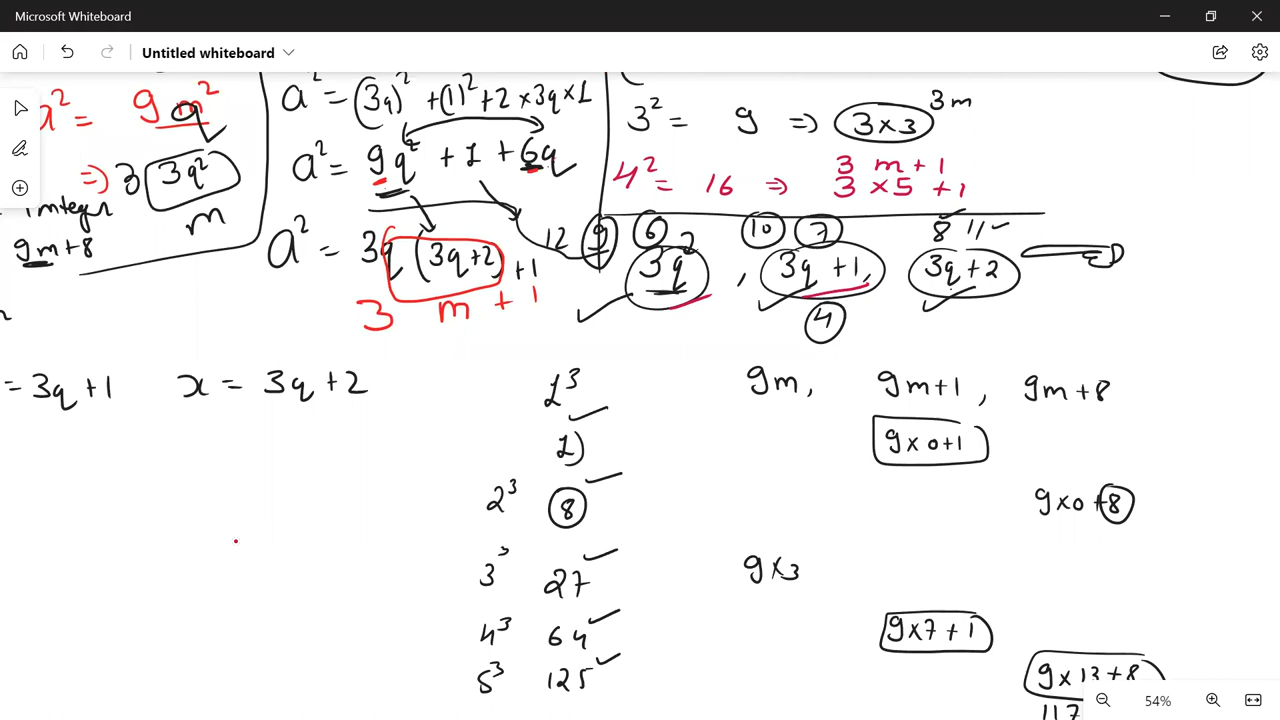 Microsoft Whiteboard
Untitled whiteboard
a² = 9 m²
q
=> 3 3q²
m
integer
9m+8
a² = (3q)² + (1)² + 2 × 3q × 1
a² = 9q² + 1 + 6q
a² = 3q (3q+2) + 1
3 m + 1
3² = 9 => 3×3 3m
4² = 16 => 3×5 +1
3 m+1
12 9 6 10 7 8 11
3q , 3q+1, 3q+2
4
= 3q+1 x = 3q+2
1³ 9m, 9m+1, 9m+8
1) 9×0+1
2³ 8 9×0+8
3³ 27 9×3
4³ 64 9×7+1
5³ 125 9×13+8
117
54%